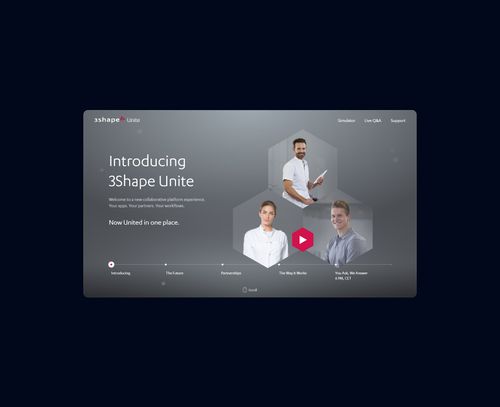 3shape Unite
Simulator
Live Q&A
Support
Introducing
3Shape Unite
Welcome to a new collaborative platform experience.
Your apps. Your partners. Your workflows.
Now United in one place.
Introducing
The Future
Partnerships
The Way It Works
You Ask, We Answer
6 PM, CET
Scroll